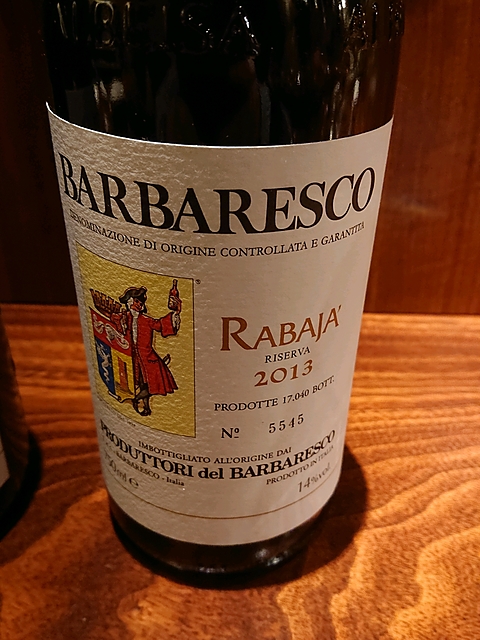 BARBARESCO
DENOMINAZIONE DI ORIGINE CONTROLLATA E GARANTITA
RABAJA'
RISERVA
2013
PRODOTTE 17.040 BOTT.
Nº 5545
IMBOTTIGLIATO ALL'ORIGINE DAI
PRODUTTORI del BARBARESCO
BARBARESCO - Italia
PRODOTTO IN ITALIA
14%vol